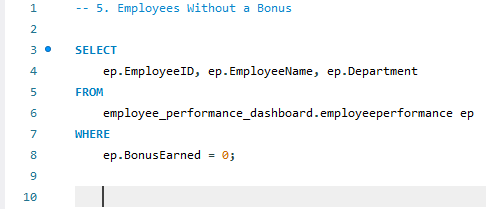 1 -- 5. Employees Without a Bonus
2
3 SELECT
4 ep.EmployeeID, ep.EmployeeName, ep.Department
5 FROM
6 employee_performance_dashboard.employeeperformance ep
7 WHERE
8 ep.BonusEarned = 0;
9
10